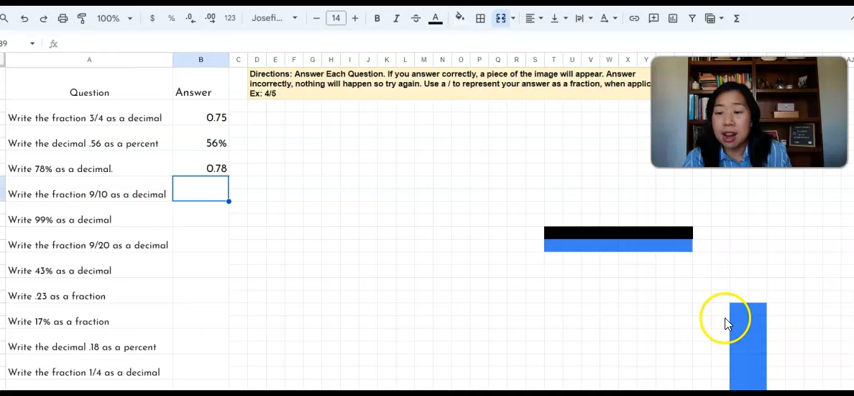 100%
$
%
.0
.00
123
Josefi...
14
B
I
A
39
fx
A
B
C
D
E
F
G
H
I
J
K
L
M
N
O
P
Q
R
S
T
U
V
W
X
Y
Question
Answer
Directions: Answer Each Question. If you answer correctly, a piece of the image will appear. Answer
incorrectly, nothing will happen so try again. Use a / to represent your answer as a fraction, when applic
Ex: 4/5
Write the fraction 3/4 as a decimal
0.75
Write the decimal .56 as a percent
56%
Write 78% as a decimal.
0.78
Write the fraction 9/10 as a decimal
Write 99% as a decimal
Write the fraction 9/20 as a decimal
Write 43% as a decimal
Write .23 as a fraction
Write 17% as a fraction
Write the decimal .18 as a percent
Write the fraction 1/4 as a decimal